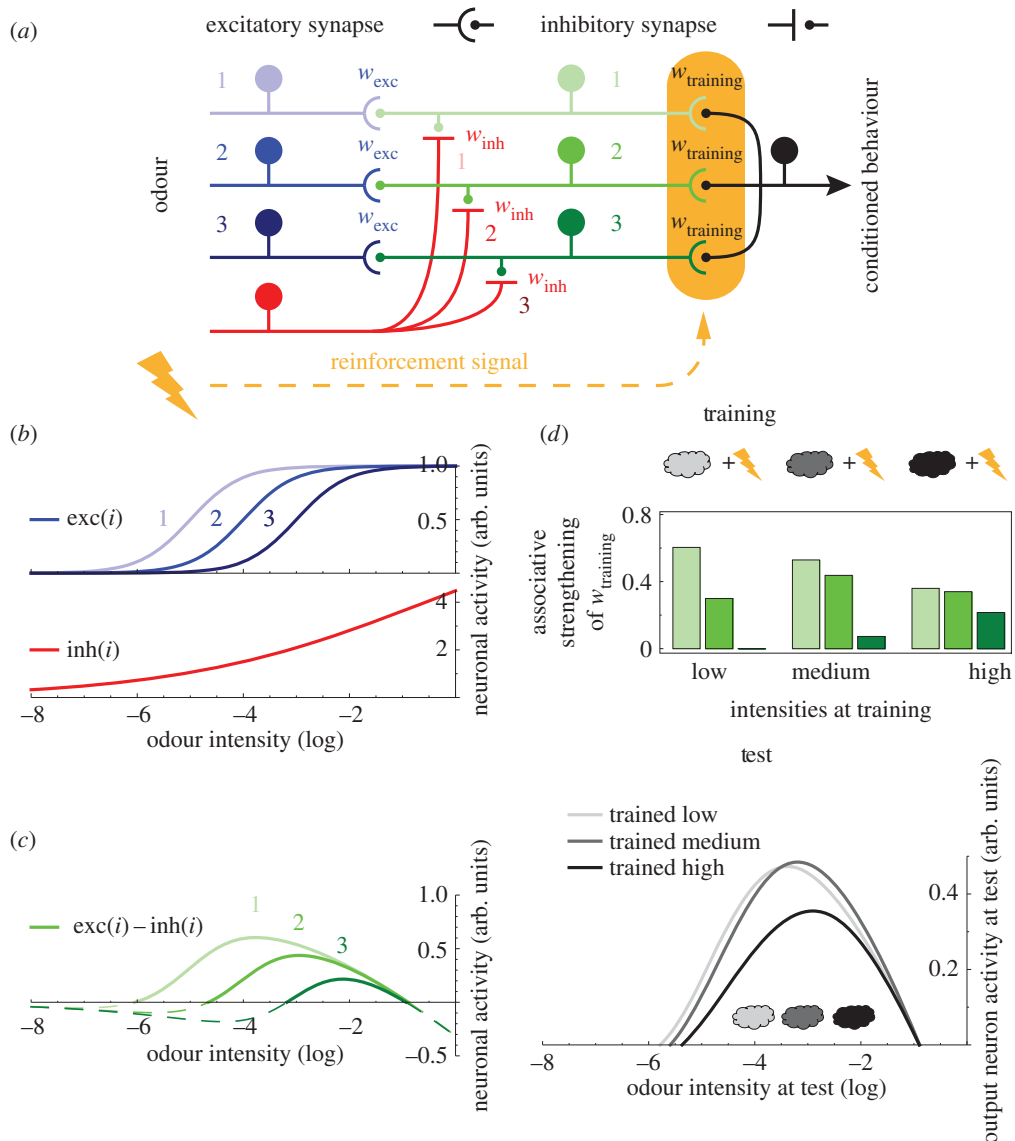 (a)
excitatory synapse
inhibitory synapse
odour
1
2
3
w_exc
w_exc
w_exc
w_inh
1
w_inh
2
w_inh
3
1
2
3
w_training
w_training
w_training
conditioned behaviour
reinforcement signal
(b)
exc(i)
1
2
3
1.0
0.5
inh(i)
4
2
neuronal activity (arb. units)
−8
−6
−4
−2
odour intensity (log)
(c)
exc(i) – inh(i)
1
2
3
1.0
0.5
−0.5
neuronal activity (arb. units)
−8
−6
−4
−2
odour intensity (log)
(d)
training
+
+
+
associative
strengthening
of w_training
0.8
0.4
0
low
medium
high
intensities at training
test
trained low
trained medium
trained high
0.4
0.2
output neuron activity at test (arb. units)
−8
−6
−4
−2
odour intensity at test (log)